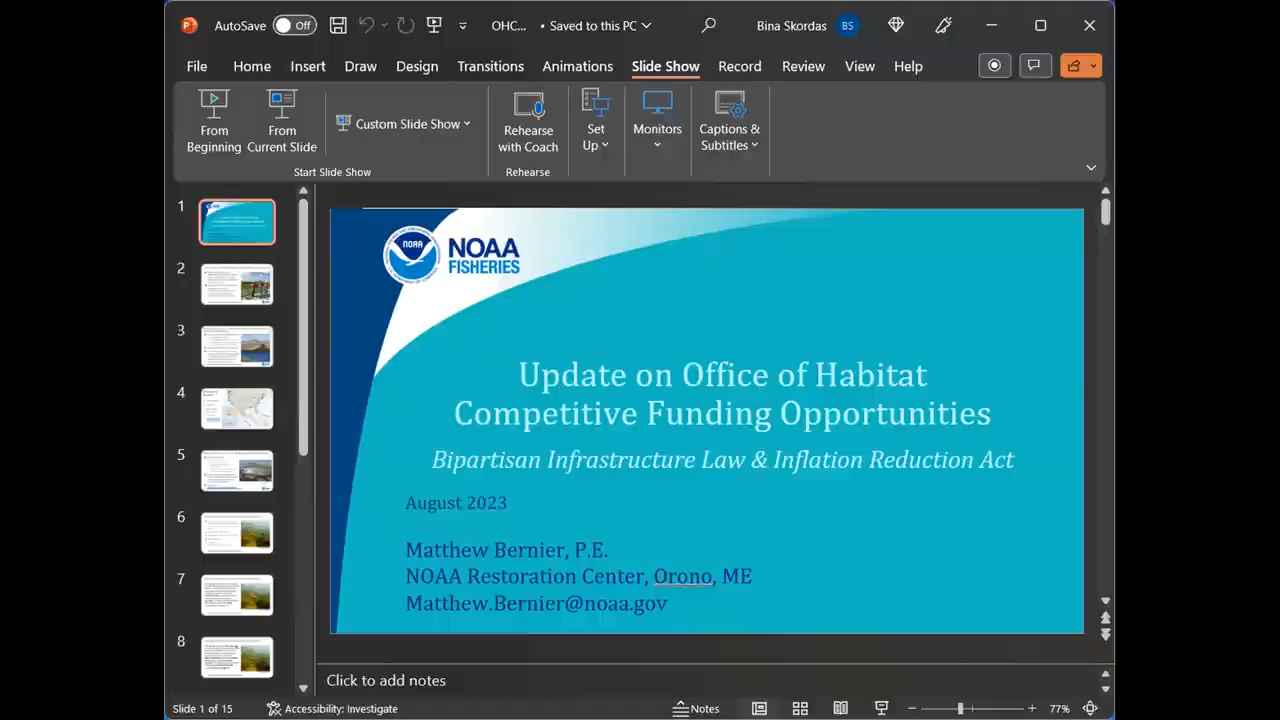 AutoSave Off OHC... • Saved to this PC Bina Skordas BS
File Home Insert Draw Design Transitions Animations Slide Show Record Review View Help
From Beginning
From Current Slide
Custom Slide Show
Rehearse with Coach
Set Up
Monitors
Captions & Subtitles
Start Slide Show
Rehearse
1
2
3
4
5
6
7
8
NOAA
NOAA
FISHERIES
Update on Office of Habitat
Competitive Funding Opportunities
Bipartisan Infrastructure Law & Inflation Reduction Act
August 2023
Matthew Bernier, P.E.
NOAA Restoration Center, Orono, ME
Matthew.Bernier@noaa.gov
Click to add notes
Slide 1 of 15 Accessibility: Investigate Notes 77%